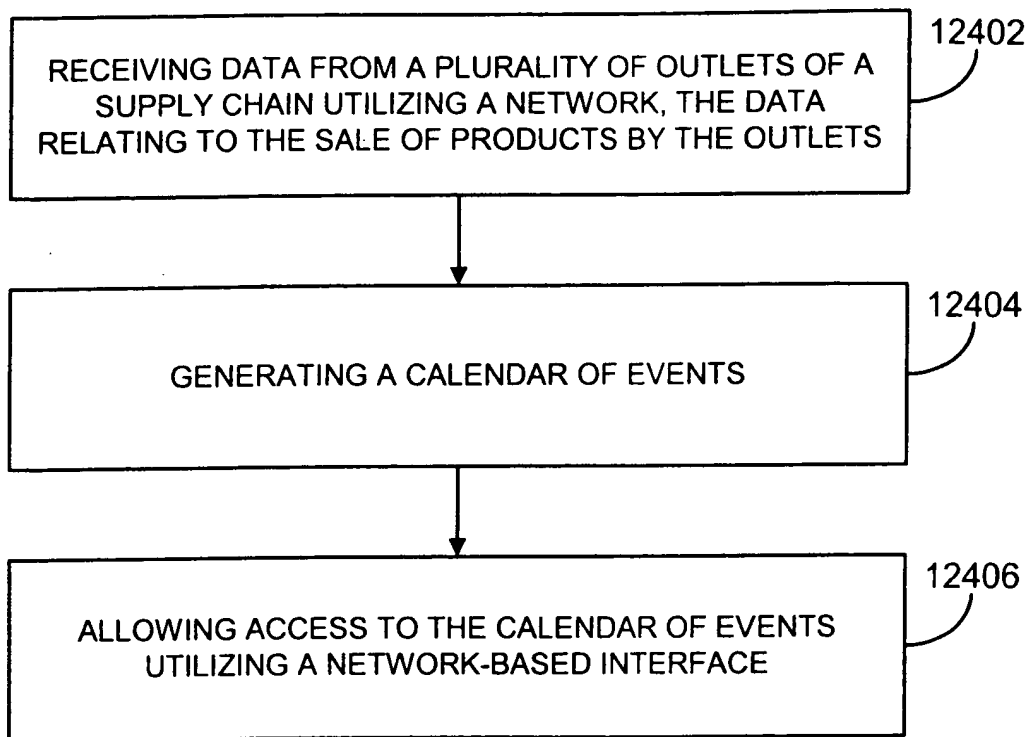 12402
RECEIVING DATA FROM A PLURALITY OF OUTLETS OF A
SUPPLY CHAIN UTILIZING A NETWORK, THE DATA
RELATING TO THE SALE OF PRODUCTS BY THE OUTLETS
12404
GENERATING A CALENDAR OF EVENTS
12406
ALLOWING ACCESS TO THE CALENDAR OF EVENTS
UTILIZING A NETWORK-BASED INTERFACE